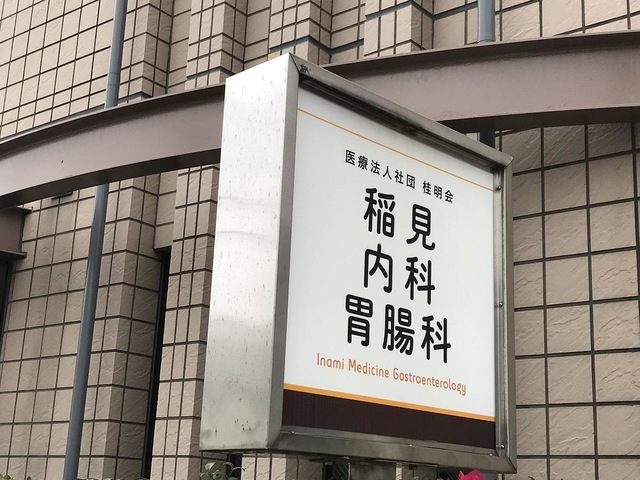 医療法人社団 桂明会
稲見
内科
胃腸科
Inami Medicine Gastroenterology